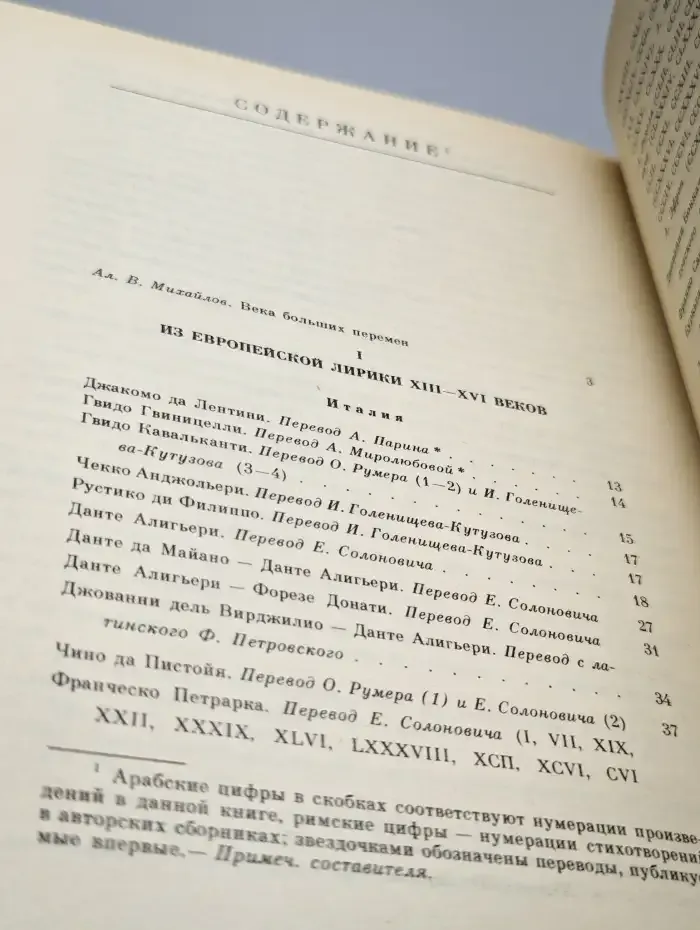 СОДЕРЖАНИЕ¹
Ал. В. Михайлов. Века больших перемен 3
I
ИЗ ЕВРОПЕЙСКОЙ ЛИРИКИ XIII—XVI ВЕКОВ
Италия
Джакомо да Лентини. Перевод А. Парина * . . . . . . . 13
Гвидо Гвиницелли. Перевод А. Миролюбовой * . . . . . . 14
Гвидо Кавальканти. Перевод О. Румера (1—2) и И. Голенище-
ва-Кутузова (3—4) . . . . . . . . . . . . . 15
Чекко Анджольери. Перевод И. Голенищева-Кутузова . . . . 17
Рустико ди Филиппо. Перевод И. Голенищева-Кутузова . . . 17
Данте Алигьери. Перевод Е. Солоновича . . . . . . . 18
Данте да Майано — Данте Алигьери. Перевод Е. Солоновича 27
Данте Алигьери — Форезе Донати. Перевод Е. Солоновича 31
Джованни дель Вирджилио — Данте Алигьери. Перевод с ла-
тинского Ф. Петровского . . . . . . . . . . . 34
Чино да Пистойя. Перевод О. Румера (1) и Е. Солоновича (2) 37
Франческо Петрарка. Перевод Е. Солоновича (I, VII, XIX,
XXII, XXXIX, XLVI, LXXXVIII, XCII, XCVI, CVI
¹ Арабские цифры в скобках соответствуют нумерации произве-
дений в данной книге, римские цифры — нумерации стихотворений
в авторских сборниках; звездочками обозначены переводы, публикуе-
мые впервые.— Примеч. составителя.